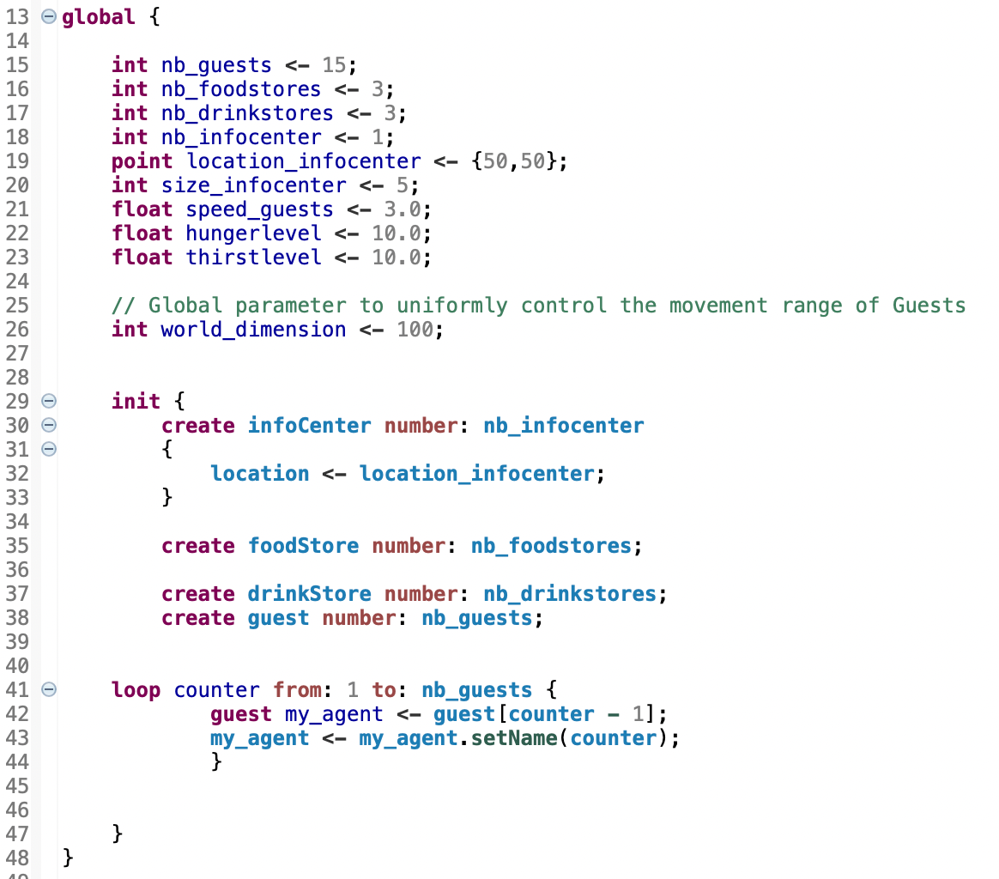 13 global {
14
15 int nb_guests <- 15;
16 int nb_foodstores <- 3;
17 int nb_drinkstores <- 3;
18 int nb_infocenter <- 1;
19 point location_infocenter <- {50,50};
20 int size_infocenter <- 5;
21 float speed_guests <- 3.0;
22 float hungerlevel <- 10.0;
23 float thirstlevel <- 10.0;
24
25 // Global parameter to uniformly control the movement range of Guests
26 int world_dimension <- 100;
27
28
29 init {
30 create infoCenter number: nb_infocenter
31 {
32 location <- location_infocenter;
33 }
34
35 create foodStore number: nb_foodstores;
36
37 create drinkStore number: nb_drinkstores;
38 create guest number: nb_guests;
39
40
41 loop counter from: 1 to: nb_guests {
42 guest my_agent <- guest[counter - 1];
43 my_agent <- my_agent.setName(counter);
44 }
45
46
47 }
48 }